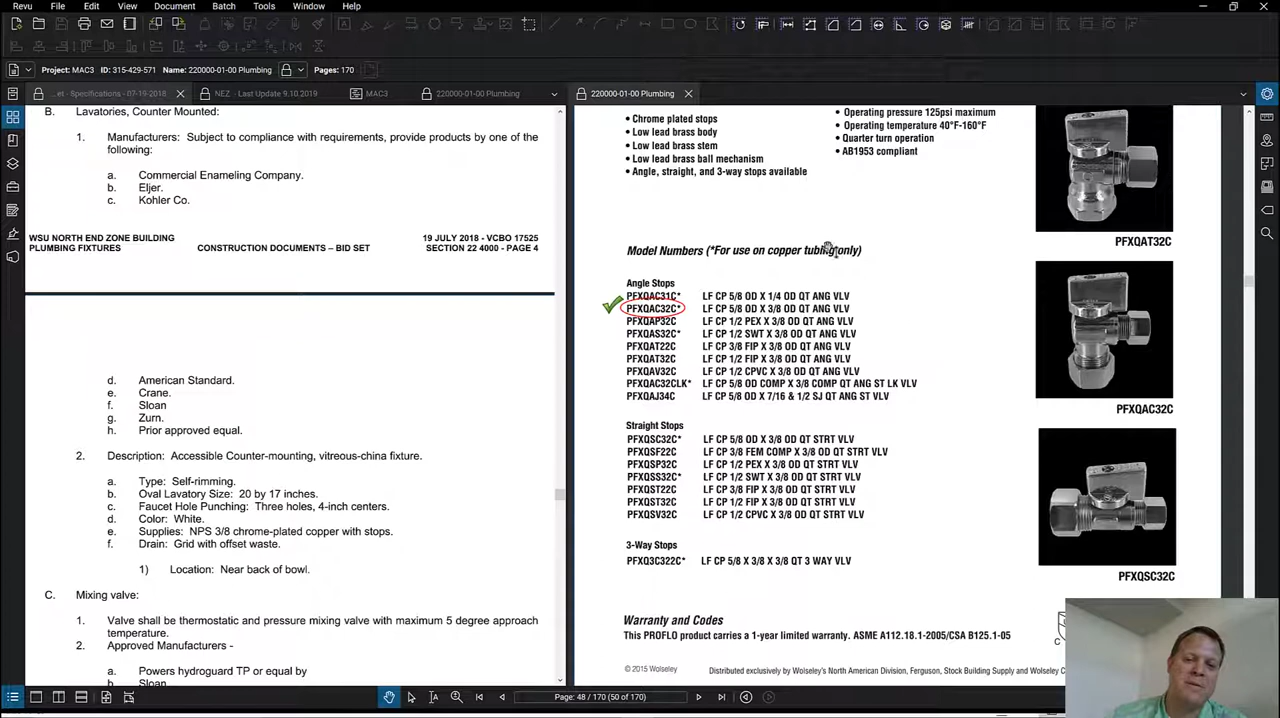 Revu File Edit View Document Batch Tools Window Help
Project: MAC3 ID: 315-429-571 Name: 220000-01-00 Plumbing Pages: 170
...et - Specifications - 07-19-2018
NEZ - Last Update 9.10.2019
MAC3
220000-01-00 Plumbing
220000-01-00 Plumbing
B. Lavatories, Counter Mounted:
1. Manufacturers: Subject to compliance with requirements, provide products by one of the
following:
a. Commercial Enameling Company.
b. Eljer.
c. Kohler Co.
WSU NORTH END ZONE BUILDING
PLUMBING FIXTURES
CONSTRUCTION DOCUMENTS – BID SET
19 JULY 2018 - VCBO 17525
SECTION 22 4000 - PAGE 4
d. American Standard.
e. Crane.
f. Sloan
g. Zurn.
h. Prior approved equal.
2. Description: Accessible Counter-mounting, vitreous-china fixture.
a. Type: Self-rimming.
b. Oval Lavatory Size: 20 by 17 inches.
c. Faucet Hole Punching: Three holes, 4-inch centers.
d. Color: White.
e. Supplies: NPS 3/8 chrome-plated copper with stops.
f. Drain: Grid with offset waste.
1) Location: Near back of bowl.
C. Mixing valve:
1. Valve shall be thermostatic and pressure mixing valve with maximum 5 degree approach
temperature.
2. Approved Manufacturers -
a. Powers hydroguard TP or equal by
b. Sloan
• Chrome plated stops
• Low lead brass body
• Low lead brass stem
• Low lead brass ball mechanism
• Angle, straight, and 3-way stops available
• Operating pressure 125psi maximum
• Operating temperature 40°F-160°F
• Quarter turn operation
• AB1953 compliant
Model Numbers (*For use on copper tubing only)
Angle Stops
PFXQAC31C* LF CP 5/8 OD X 1/4 OD QT ANG VLV
PFXQAC32C* LF CP 5/8 OD X 3/8 OD QT ANG VLV
PFXQAP32C LF CP 1/2 PEX X 3/8 OD QT ANG VLV
PFXQAS32C* LF CP 1/2 SWT X 3/8 OD QT ANG VLV
PFXQAT22C LF CP 3/8 FIP X 3/8 OD QT ANG VLV
PFXQAT32C LF CP 1/2 FIP X 3/8 OD QT ANG VLV
PFXQAV32C LF CP 1/2 CPVC X 3/8 OD QT ANG VLV
PFXQAC32CLK* LF CP 5/8 OD COMP X 3/8 COMP QT ANG ST LK VLV
PFXQAJ34C LF CP 5/8 OD X 7/16 & 1/2 SJ QT ANG ST VLV
Straight Stops
PFXQSC32C* LF CP 5/8 OD X 3/8 OD QT STRT VLV
PFXQSF22C LF CP 3/8 FEM COMP X 3/8 OD QT STRT VLV
PFXQSP32C LF CP 1/2 PEX X 3/8 OD QT STRT VLV
PFXQSS32C* LF CP 1/2 SWT X 3/8 OD QT STRT VLV
PFXQST22C LF CP 3/8 FIP X 3/8 OD QT STRT VLV
PFXQST32C LF CP 1/2 FIP X 3/8 OD QT STRT VLV
PFXQSV32C LF CP 1/2 CPVC X 3/8 OD QT STRT VLV
3-Way Stops
PFXQ3C322C* LF CP 5/8 X 3/8 X 3/8 QT 3 WAY VLV
PFXQAT32C
PFXQAC32C
PFXQSC32C
Warranty and Codes
This PROFLO product carries a 1-year limited warranty. ASME A112.18.1-2005/CSA B125.1-05
© 2015 Wolseley
Distributed exclusively by Wolseley's North American Division, Ferguson, Stock Building Supply and Wolseley
Page: 48 / 170 (50 of 170)